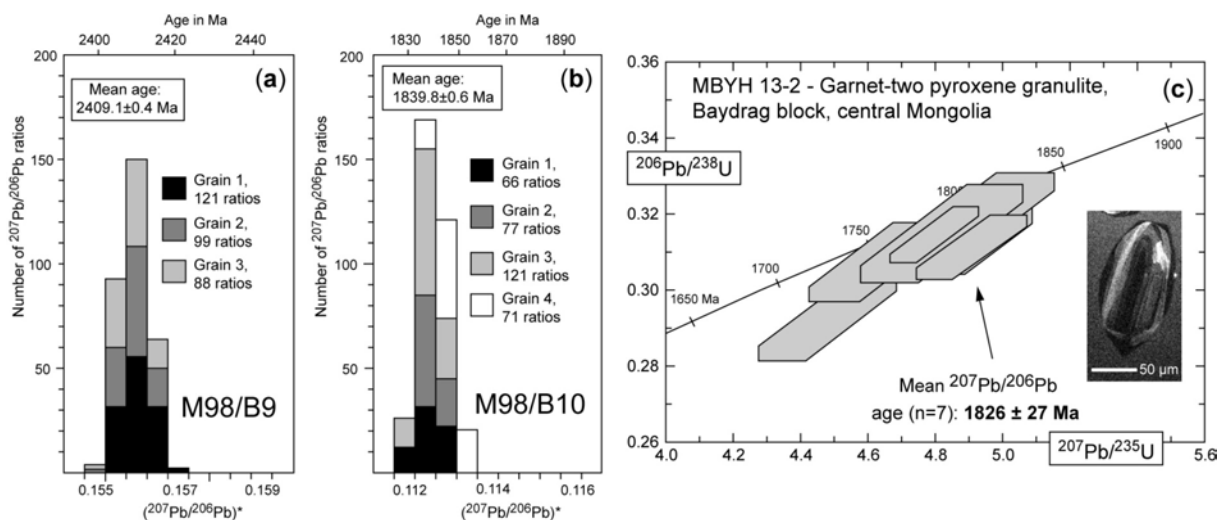 Age in Ma
2400 2420 2440
200
(a)
Mean age:
2409.1±0.4 Ma
150
100
50
Number of ²⁰⁷Pb/²⁰⁶Pb ratios
Grain 1,
121 ratios
Grain 2,
99 ratios
Grain 3,
88 ratios
M98/B9
0.155 0.157 0.159
(²⁰⁷Pb/²⁰⁶Pb)*
Age in Ma
1830 1850 1870 1890
200
(b)
Mean age:
1839.8±0.6 Ma
150
100
50
Number of ²⁰⁷Pb/²⁰⁶Pb ratios
Grain 1,
66 ratios
Grain 2,
77 ratios
Grain 3,
121 ratios
Grain 4,
71 ratios
M98/B10
0.112 0.114 0.116
(²⁰⁷Pb/²⁰⁶Pb)*
0.36
MBYH 13-2 - Garnet-two pyroxene granulite,
Baydrag block, central Mongolia
(c)
0.34
²⁰⁶Pb/²³⁸U
0.32
0.30
0.28
0.26
1650 Ma
1700
1750
1800
1850
1900
50 µm
Mean ²⁰⁷Pb/²⁰⁶Pb
age (n=7): 1826 ± 27 Ma
²⁰⁷Pb/²³⁵U
4.0 4.2 4.4 4.6 4.8 5.0 5.2 5.4 5.6